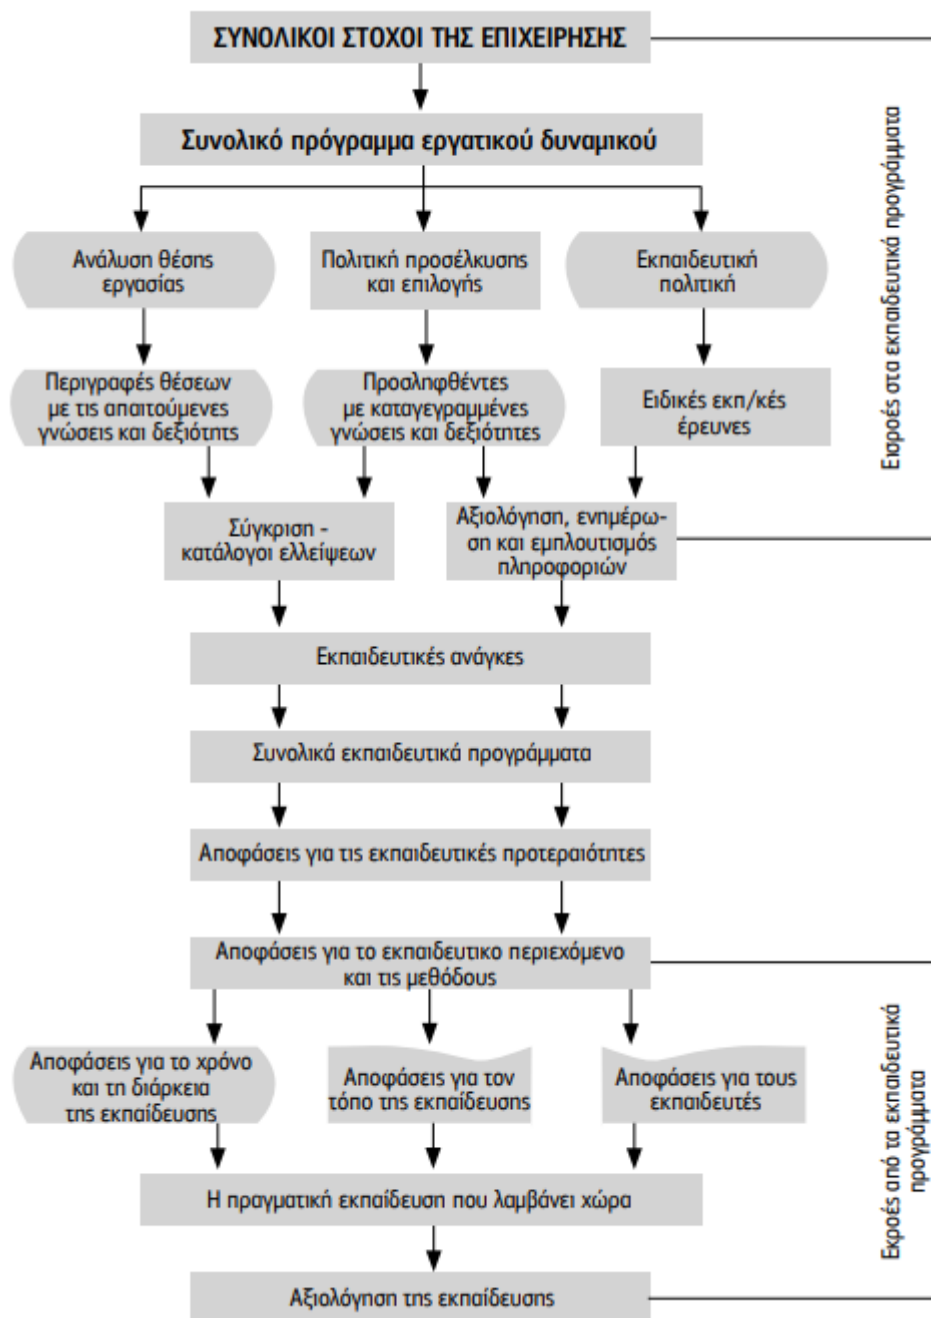 ΣΥΝΟΛΙΚΟΙ ΣΤΟΧΟΙ ΤΗΣ ΕΠΙΧΕΙΡΗΣΗΣ
Συνολικό πρόγραμμα εργατικού δυναμικού
Ανάλυση θέσης
εργασίας
Πολιτική προσέλκυσης
και επιλογής
Εκπαιδευτική
πολιτική
Περιγραφές θέσεων
με τις απαιτούμενες
γνώσεις και δεξιότητς
Προσληφθέντες
με καταγεγραμμένες
γνώσεις και δεξιότητες
Ειδικές εκπ/κές
έρευνες
Σύγκριση -
κατάλογοι ελλείψεων
Αξιολόγηση, ενημέρω-
ση και εμπλουτισμός
πληροφοριών
Εισροές στα εκπαιδευτικά προγράμματα
Εκπαιδευτικές ανάγκες
Συνολικά εκπαιδευτικά προγράμματα
Αποφάσεις για τις εκπαιδευτικές προτεραιότητες
Αποφάσεις για το εκπαιδευτικο περιεχόμενο
και τις μεθόδους
Αποφάσεις για το χρόνο
και τη διάρκεια
της εκπαίδευσης
Αποφάσεις για τον
τόπο της εκπαίδευσης
Αποφάσεις για τους
εκπαιδευτές
Η πραγματική εκπαίδευση που λαμβάνει χώρα
Αξιολόγηση της εκπαίδευσης
Εκροές από τα εκπαιδευτικά
προγράμματα